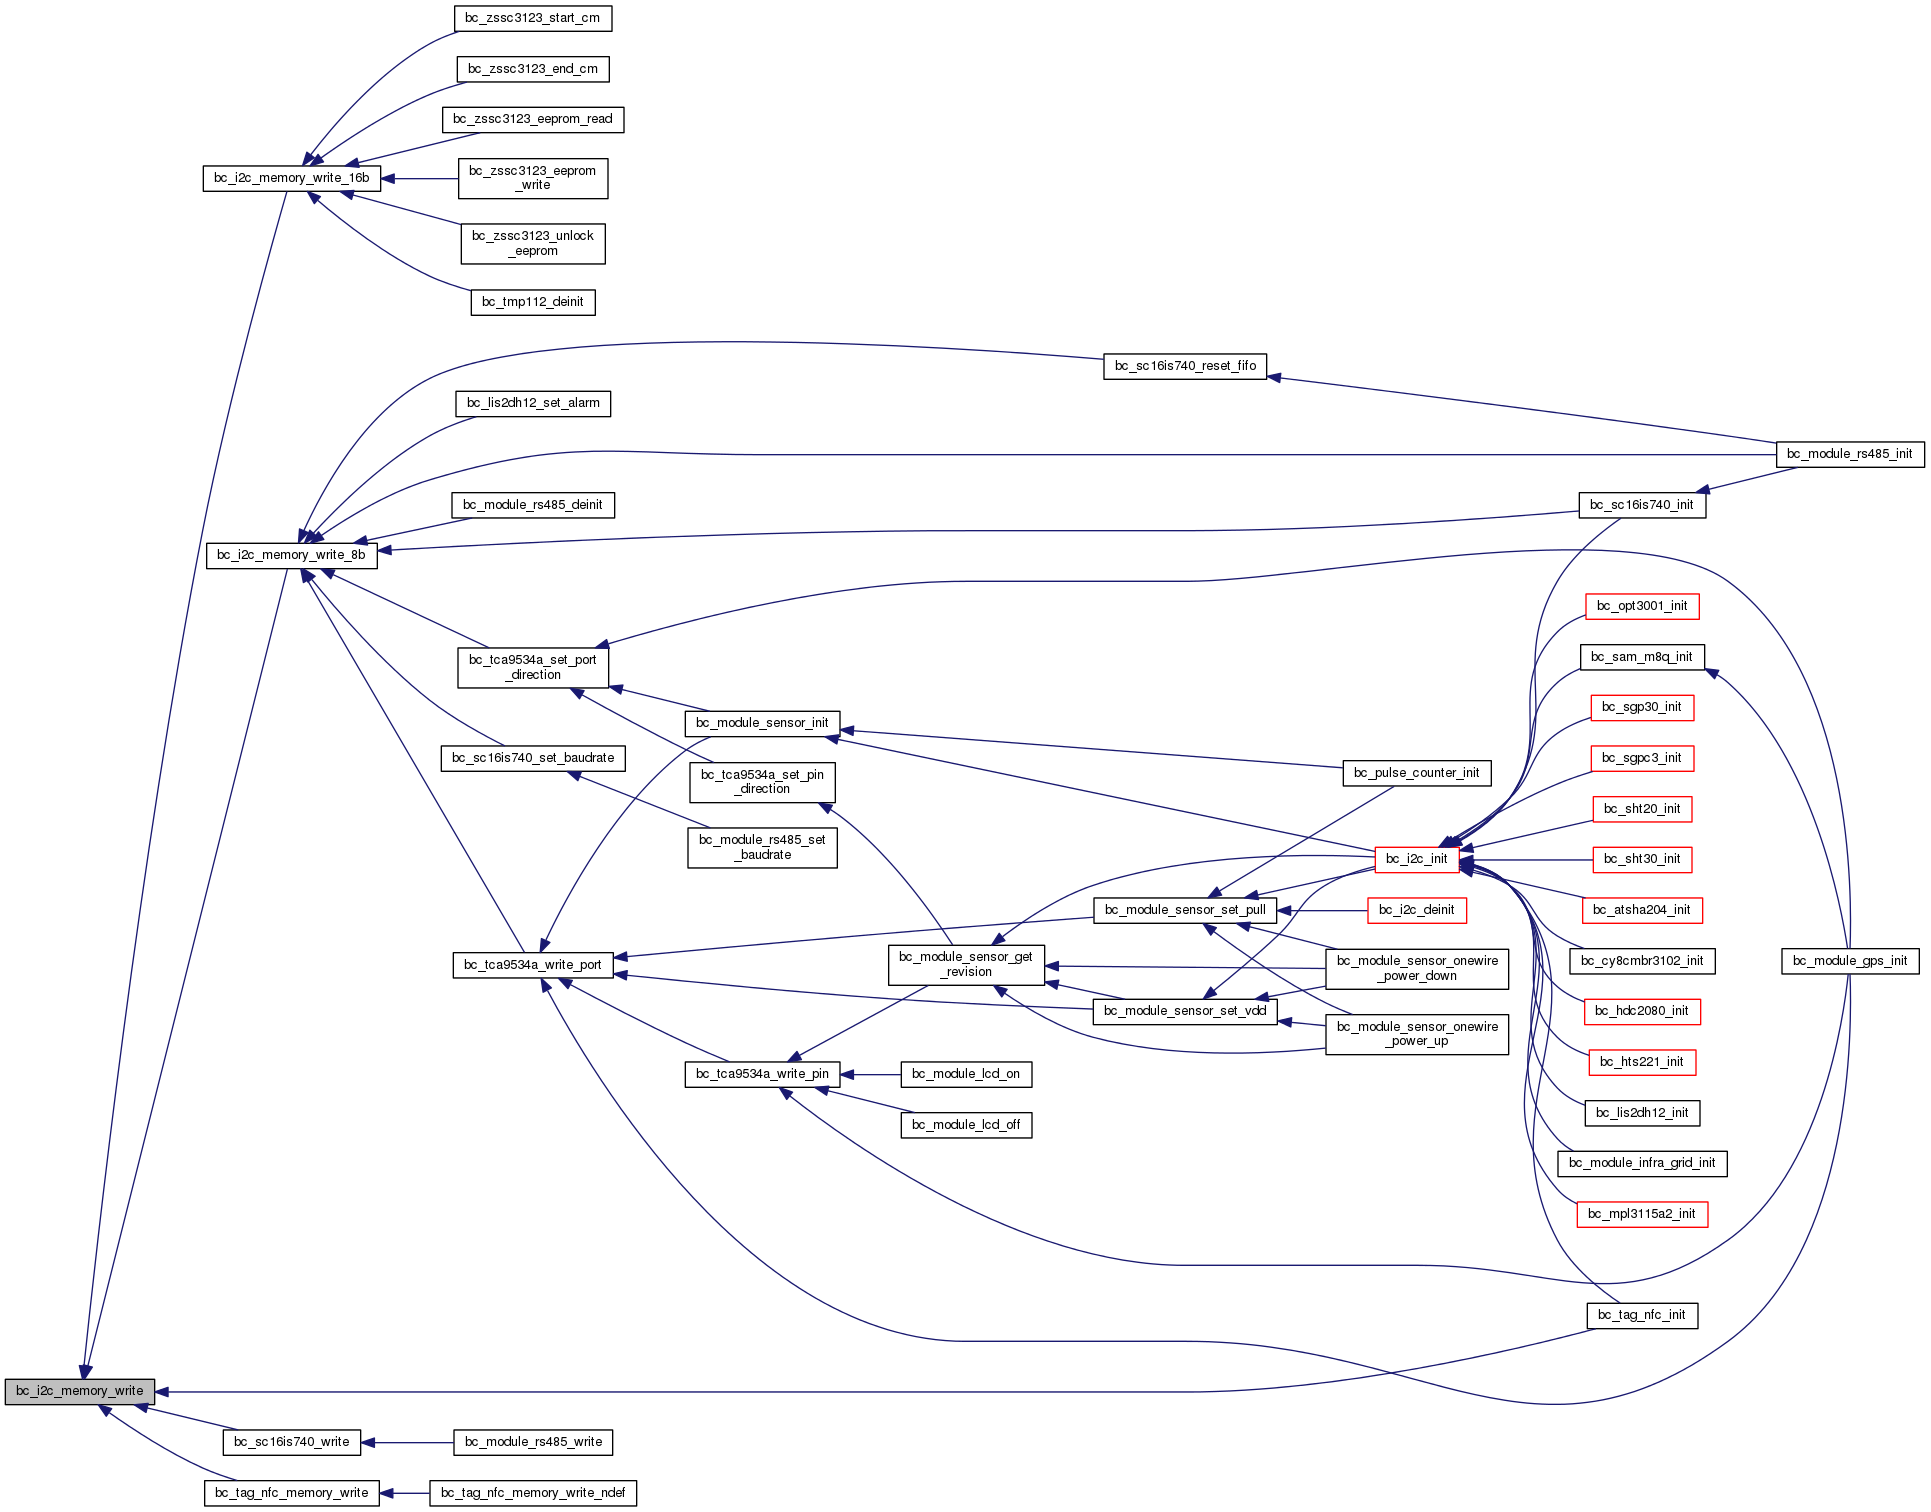 bc_zssc3123_start_cm
bc_zssc3123_end_cm
bc_zssc3123_eeprom_read
bc_i2c_memory_write_16b
bc_zssc3123_eeprom
_write
bc_zssc3123_unlock
_eeprom
bc_tmp112_deinit
bc_sc16is740_reset_fifo
bc_lis2dh12_set_alarm
bc_module_rs485_init
bc_module_rs485_deinit
bc_sc16is740_init
bc_i2c_memory_write_8b
bc_opt3001_init
bc_tca9534a_set_port
_direction
bc_sam_m8q_init
bc_sgp30_init
bc_module_sensor_init
bc_sc16is740_set_baudrate
bc_sgpc3_init
bc_tca9534a_set_pin
_direction
bc_pulse_counter_init
bc_sht20_init
bc_module_rs485_set
_baudrate
bc_i2c_init
bc_sht30_init
bc_module_sensor_set_pull
bc_i2c_deinit
bc_atsha204_init
bc_tca9534a_write_port
bc_module_sensor_get
_revision
bc_module_sensor_onewire
_power_down
bc_cy8cmbr3102_init
bc_module_gps_init
bc_module_sensor_set_vdd
bc_hdc2080_init
bc_module_sensor_onewire
_power_up
bc_hts221_init
bc_tca9534a_write_pin
bc_module_lcd_on
bc_lis2dh12_init
bc_module_lcd_off
bc_module_infra_grid_init
bc_mpl3115a2_init
bc_tag_nfc_init
bc_i2c_memory_write
bc_sc16is740_write
bc_module_rs485_write
bc_tag_nfc_memory_write
bc_tag_nfc_memory_write_ndef